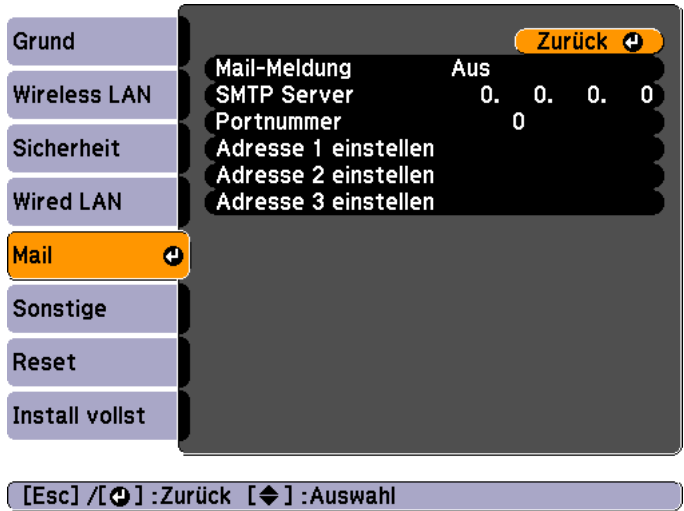 Grund
Wireless LAN
Sicherheit
Wired LAN
Mail
Sonstige
Reset
Install vollst
Zurück
Mail-Meldung Aus
SMTP Server 0. 0. 0. 0
Portnummer 0
Adresse 1 einstellen
Adresse 2 einstellen
Adresse 3 einstellen
[Esc] /[⏎] :Zurück [◆] :Auswahl